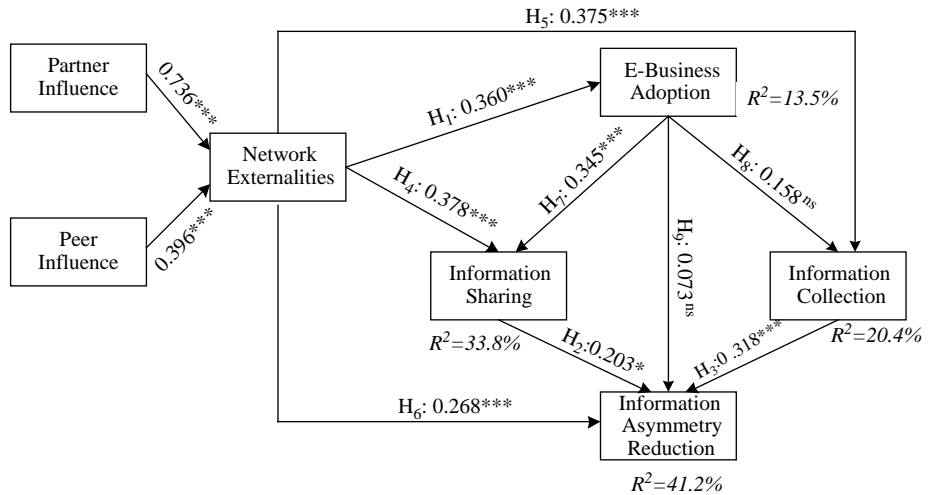 H₅: 0.375***
Partner
Influence
0.736***
E-Business
Adoption
R²=13.5%
H₁: 0.360***
Network
Externalities
H₄: 0.378***
H₇: 0.345***
H₈: 0.158ⁿˢ
H₉: 0.073ⁿˢ
Peer
Influence
0.396***
Information
Sharing
R²=33.8%
Information
Collection
R²=20.4%
H₂:0.203*
H₃:0 .318***
H₆: 0.268***
Information
Asymmetry
Reduction
R²=41.2%